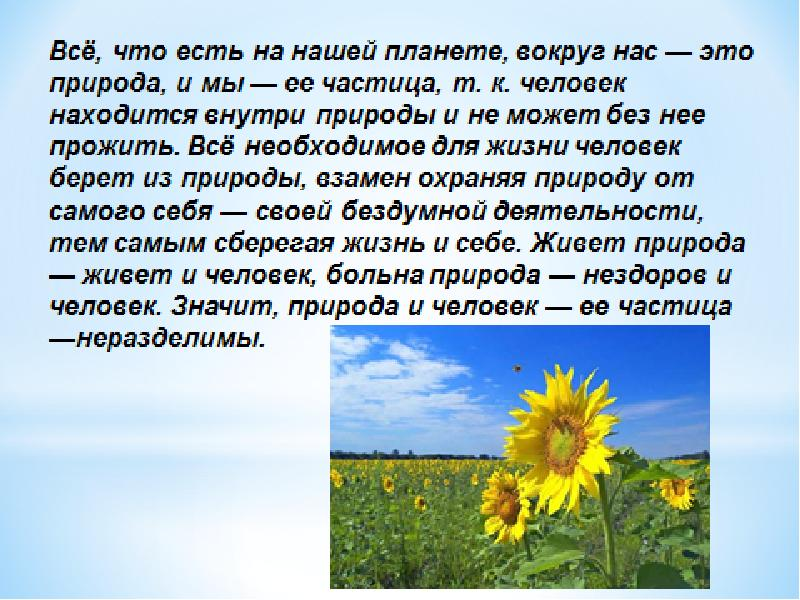 Всё, что есть на нашей планете, вокруг нас — это
природа, и мы — ее частица, т. к. человек
находится внутри природы и не может без нее
прожить. Всё необходимое для жизни человек
берет из природы, взамен охраняя природу от
самого себя — своей бездумной деятельности,
тем самым сберегая жизнь и себе. Живет природа
— живет и человек, больна природа — нездоров и
человек. Значит, природа и человек — ее частица
—неразделимы.